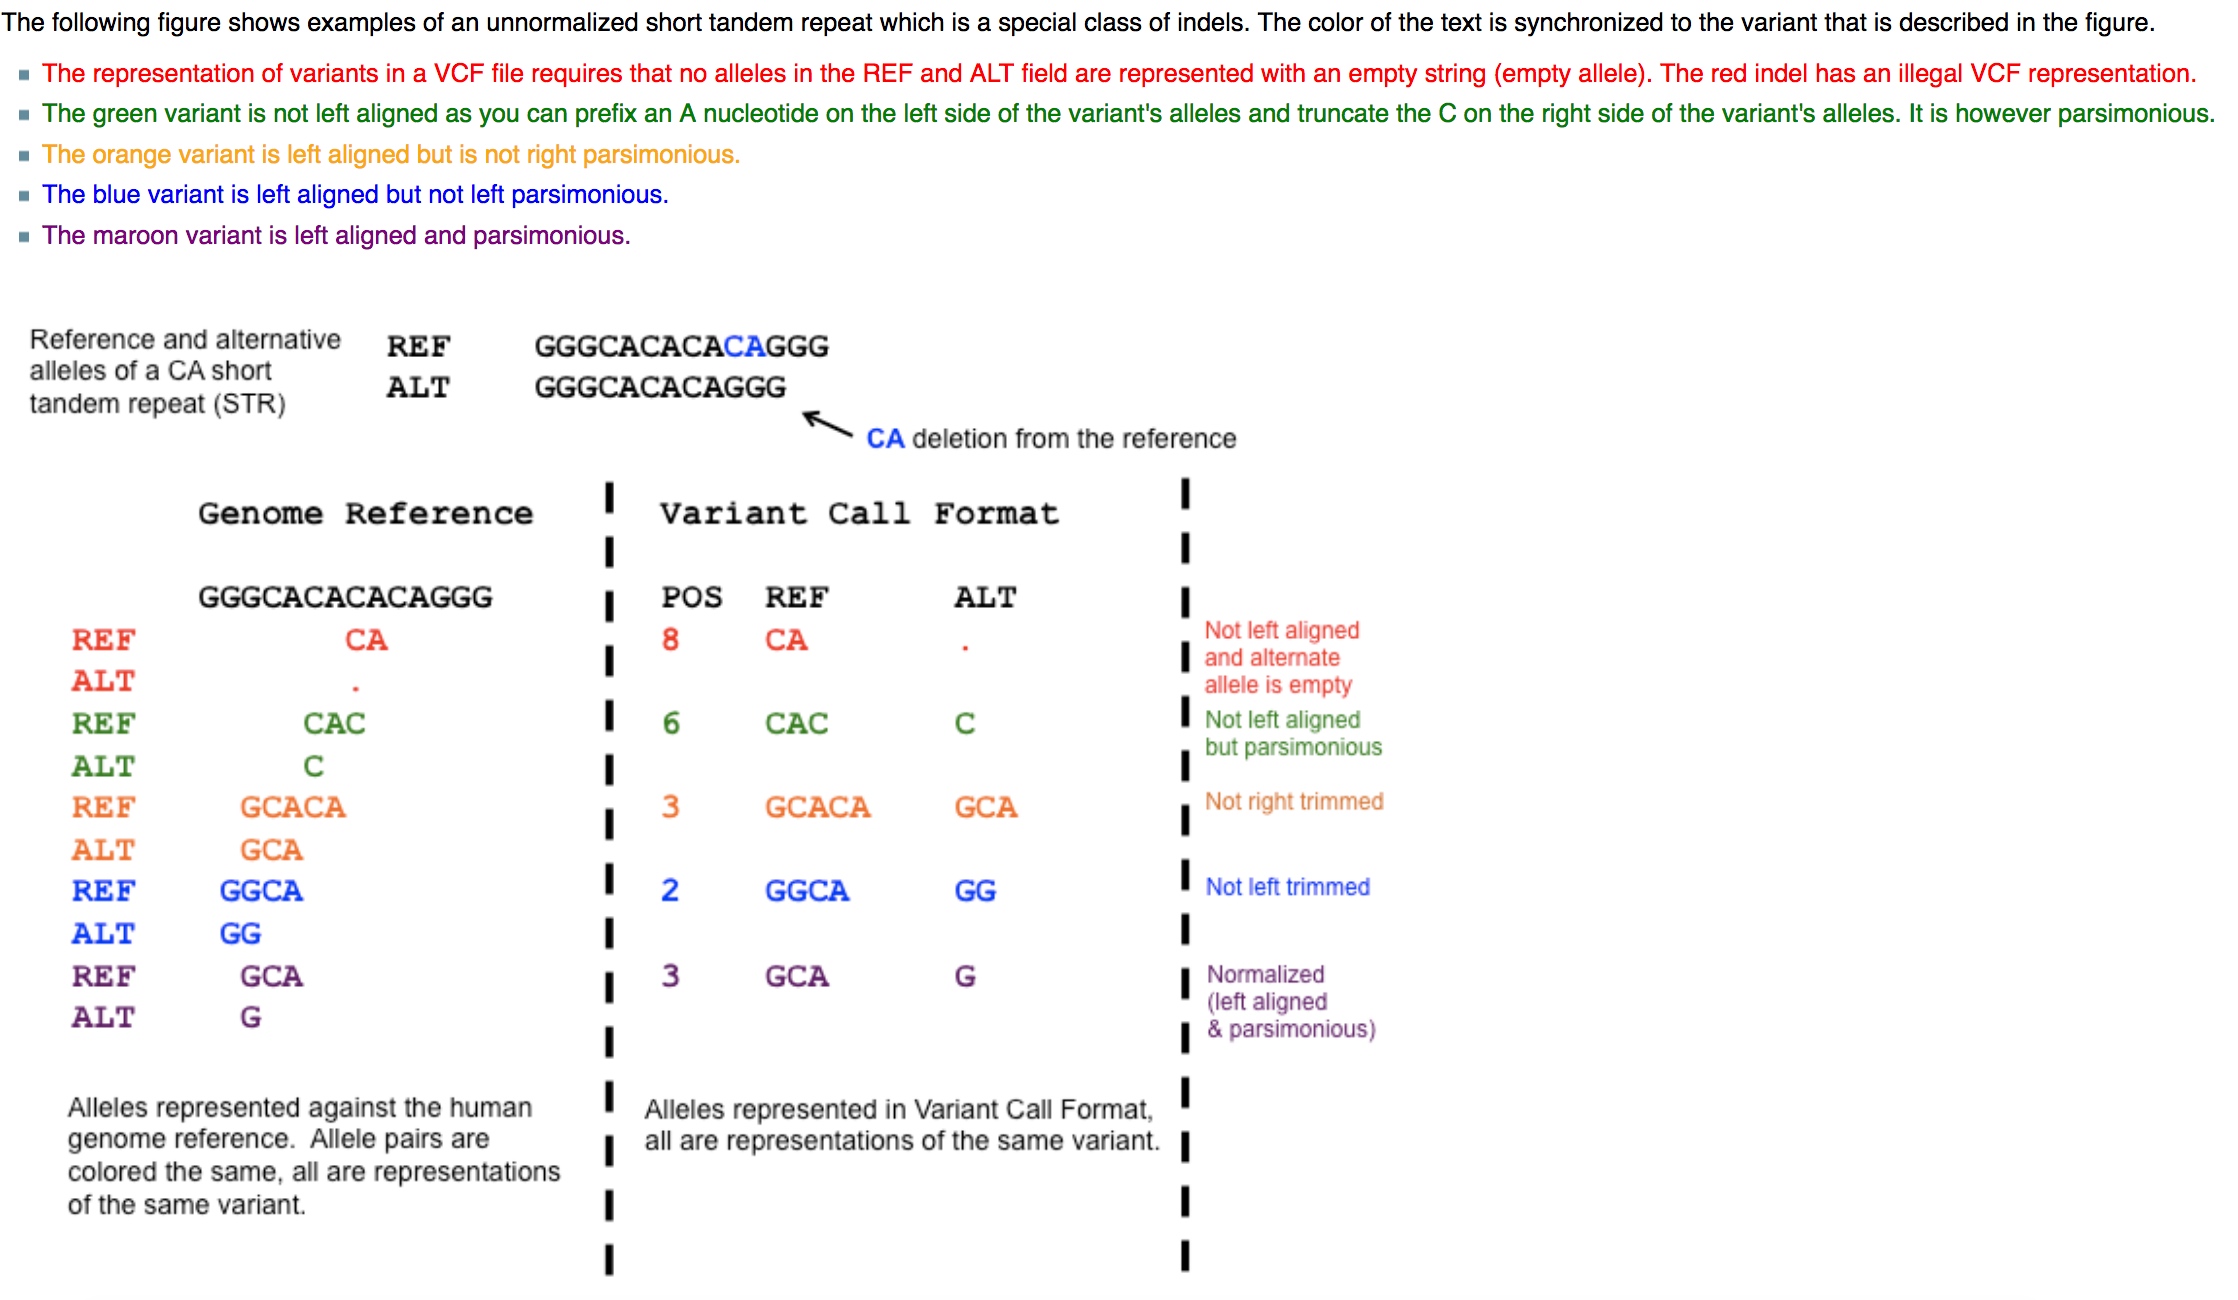 The following figure shows examples of an unnormalized short tandem repeat which is a special class of indels. The color of the text is synchronized to the variant that is described in the figure.
The representation of variants in a VCF file requires that no alleles in the REF and ALT field are represented with an empty string (empty allele). The red indel has an illegal VCF representation.
The green variant is not left aligned as you can prefix an A nucleotide on the left side of the variant's alleles and truncate the C on the right side of the variant's alleles. It is however parsimonious.
The orange variant is left aligned but is not right parsimonious.
The blue variant is left aligned but not left parsimonious.
The maroon variant is left aligned and parsimonious.
Reference and alternative
alleles of a CA short
tandem repeat (STR)
REF GGGCACACACAGGG
ALT GGGCACACAGGG
CA deletion from the reference
Genome Reference
Variant Call Format
GGGCACACACAGGG
POS REF ALT
REF CA 8 CA .
ALT .
Not left aligned
and alternate
allele is empty
REF CAC 6 CAC C
ALT C
Not left aligned
but parsimonious
REF GCACA 3 GCACA GCA
ALT GCA
Not right trimmed
REF GGCA 2 GGCA GG
ALT GG
Not left trimmed
REF GCA 3 GCA G
ALT G
Normalized
(left aligned
& parsimonious)
Alleles represented against the human
genome reference. Allele pairs are
colored the same, all are representations
of the same variant.
Alleles represented in Variant Call Format,
all are representations of the same variant.